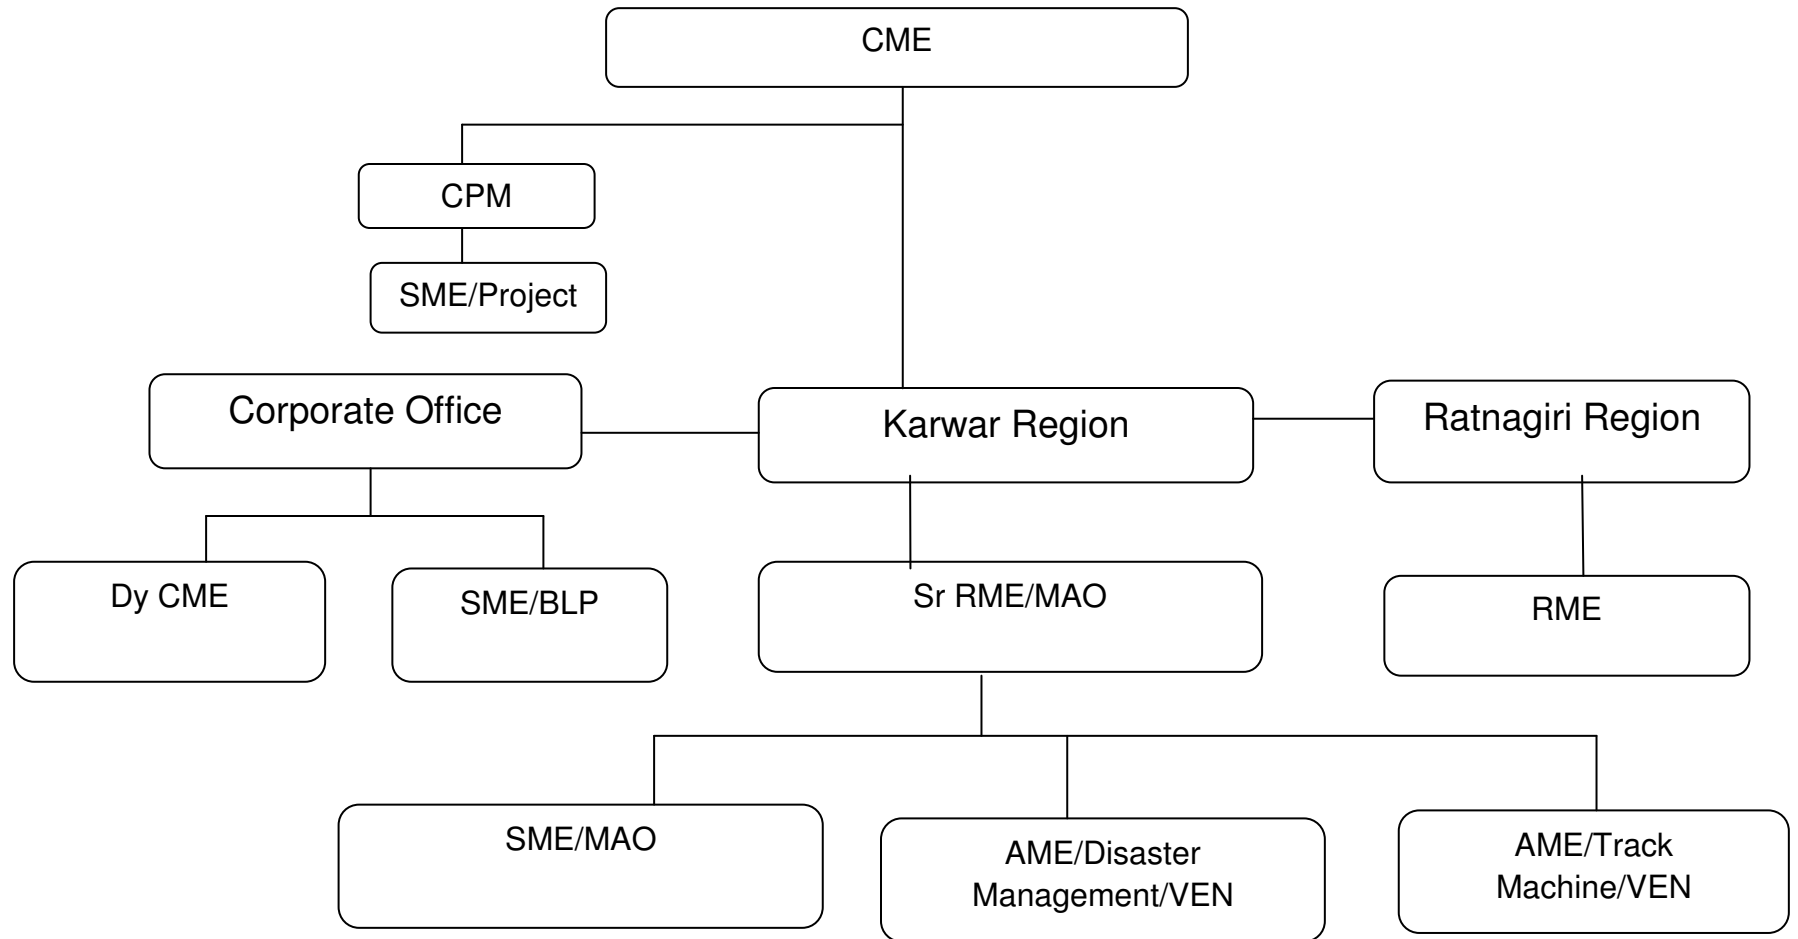 CME
CPM
SME/Project
Corporate Office
Karwar Region
Ratnagiri Region
Dy CME
SME/BLP
Sr RME/MAO
RME
SME/MAO
AME/Disaster
Management/VEN
AME/Track
Machine/VEN